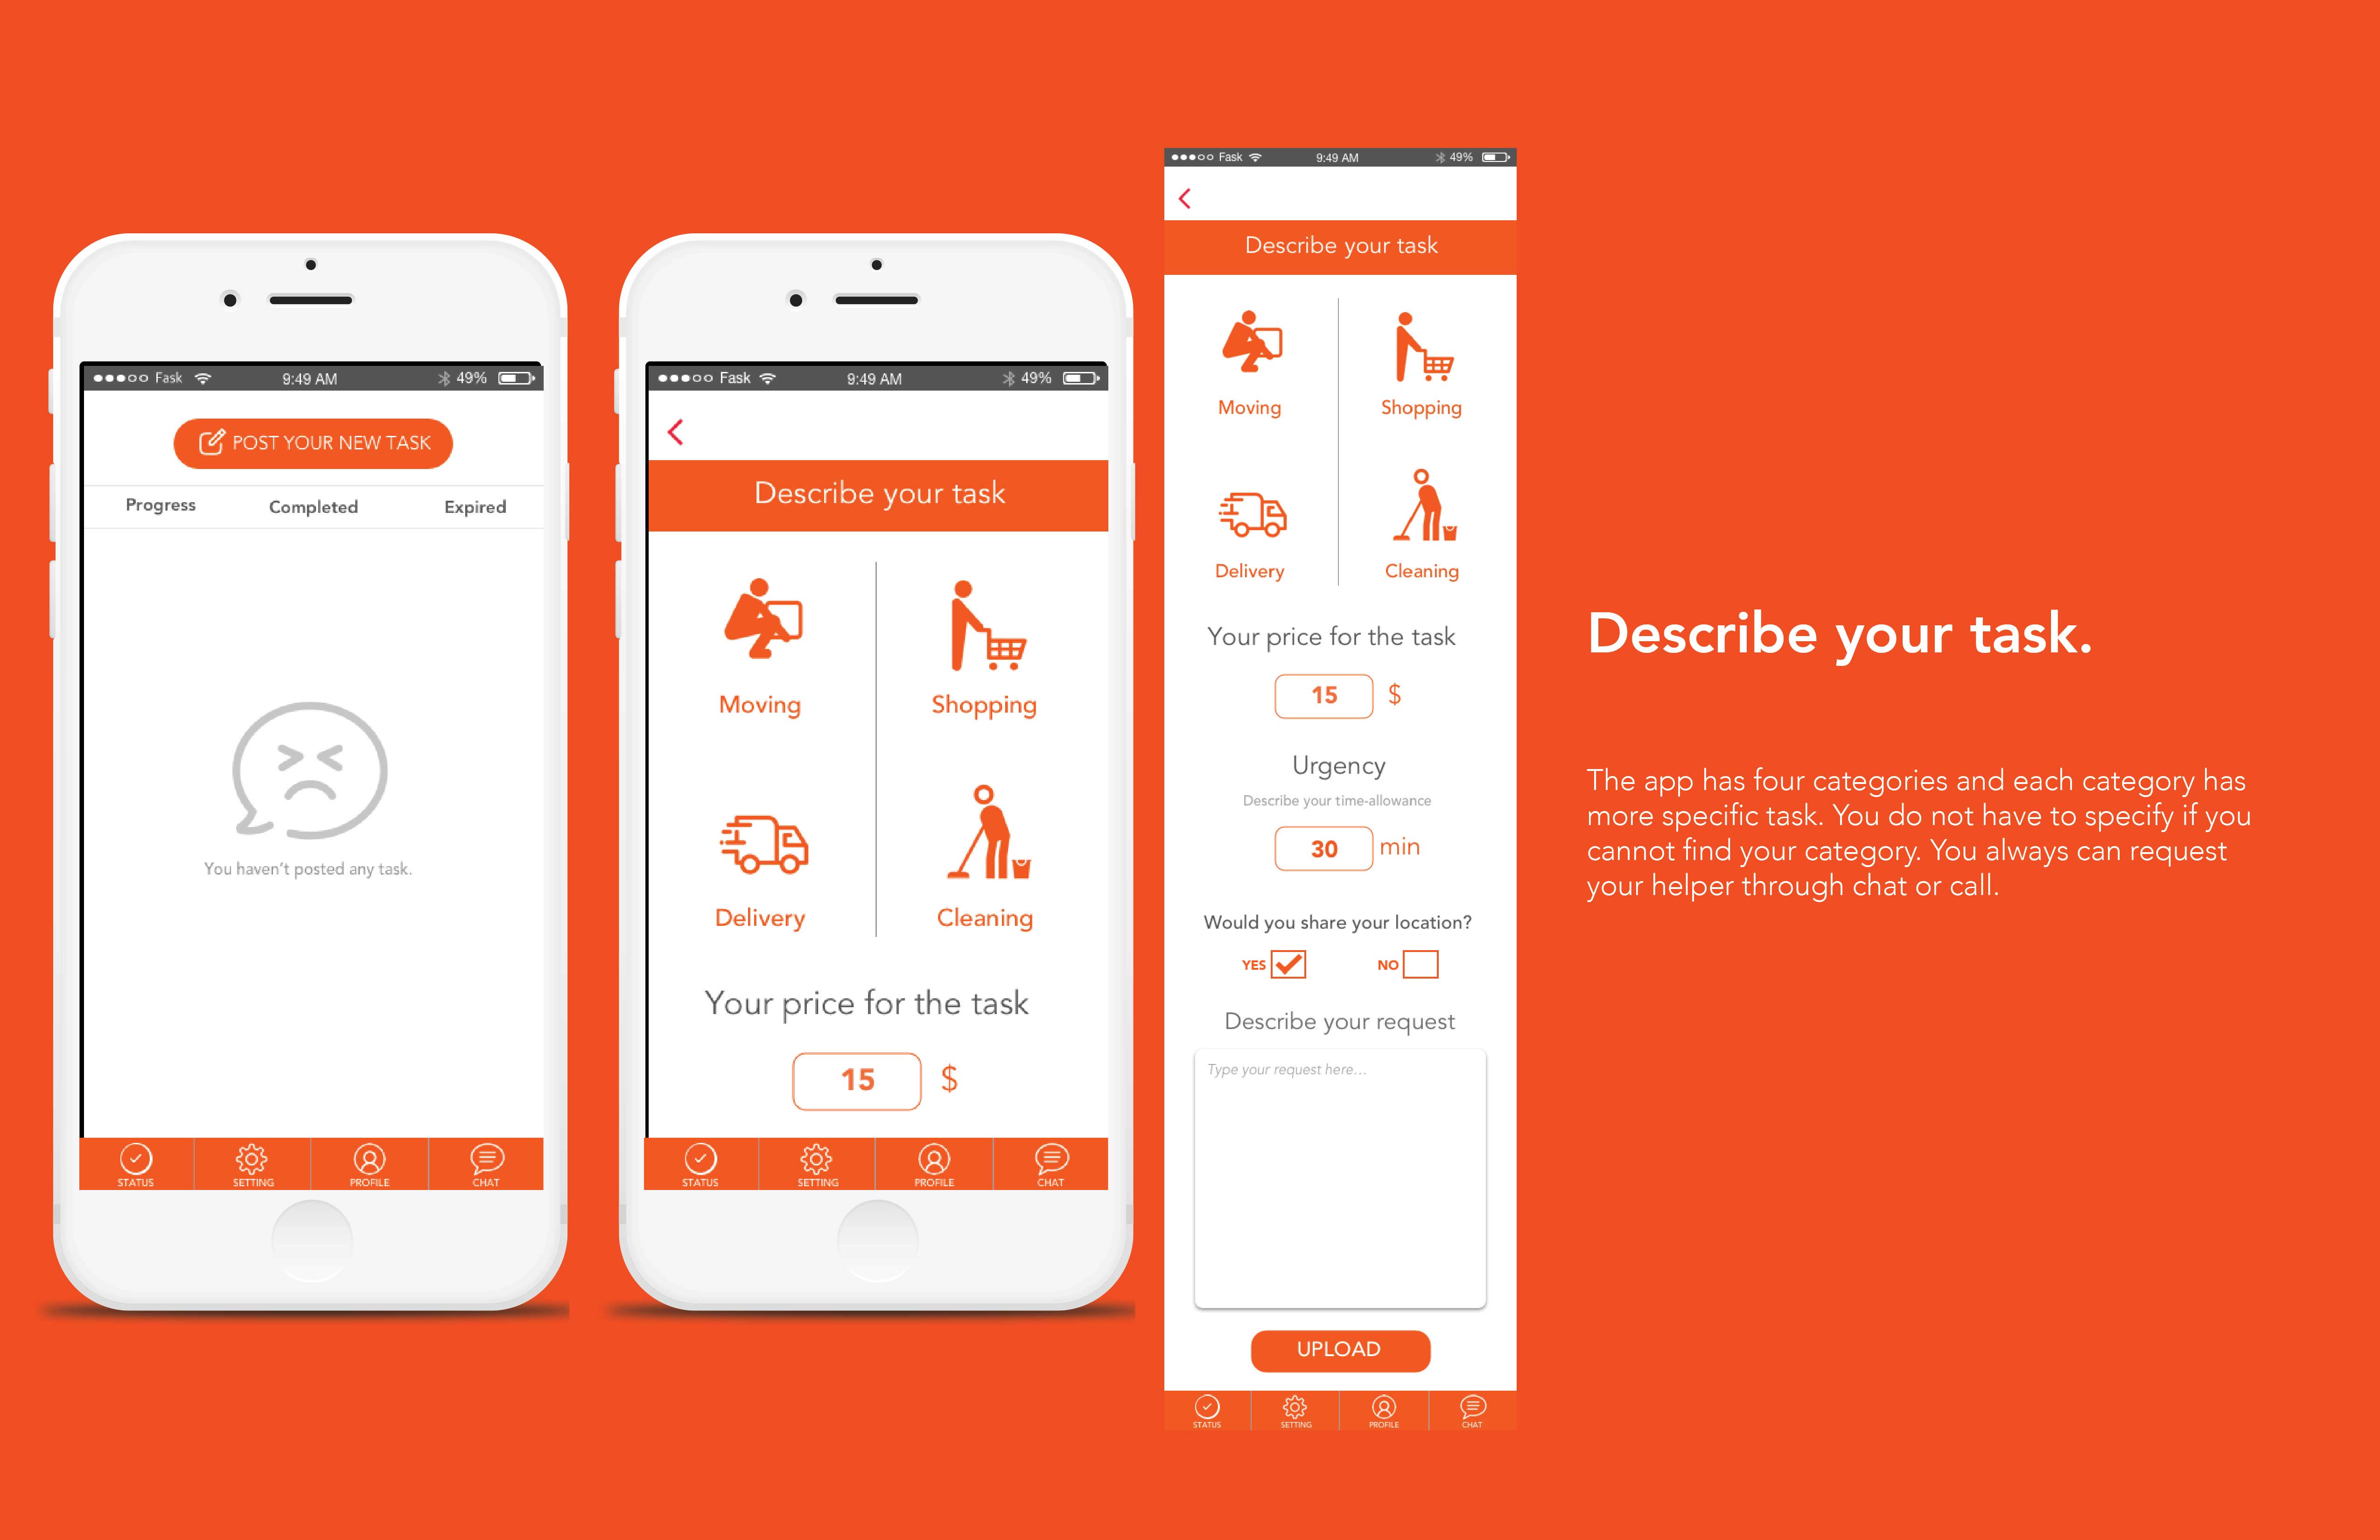 Fask 9:49 AM 49%
POST YOUR NEW TASK
Progress Completed Expired
You haven't posted any task.
STATUS SETTING PROFILE CHAT
Fask 9:49 AM 49%
Describe your task
Moving Shopping
Delivery Cleaning
Your price for the task
15 $
STATUS SETTING PROFILE CHAT
Fask 9:49 AM 49%
Describe your task
Moving Shopping
Delivery Cleaning
Your price for the task
15 $
Urgency
Describe your time-allowance
30 min
Would you share your location?
YES NO
Describe your request
Type your request here...
UPLOAD
STATUS SETTING PROFILE CHAT
Describe your task.
The app has four categories and each category has
more specific task. You do not have to specify if you
cannot find your category. You always can request
your helper through chat or call.